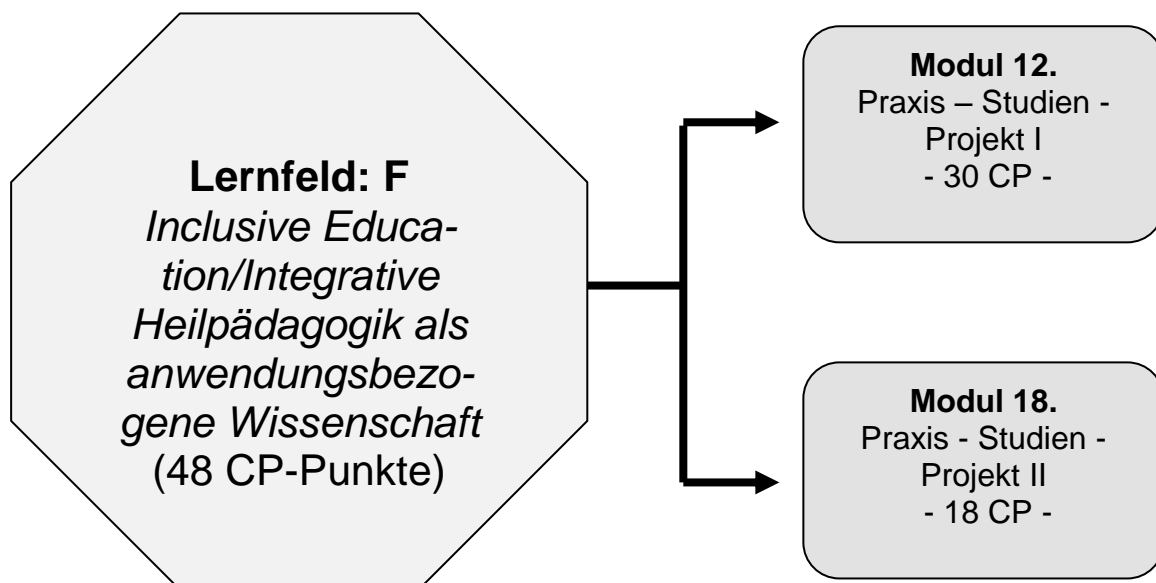 Lernfeld: F
Inclusive Educa-
tion/Integrative
Heilpädagogik als
anwendungsbezo-
gene Wissenschaft
(48 CP-Punkte)
Modul 12.
Praxis – Studien -
Projekt I
- 30 CP -
Modul 18.
Praxis - Studien -
Projekt II
- 18 CP -